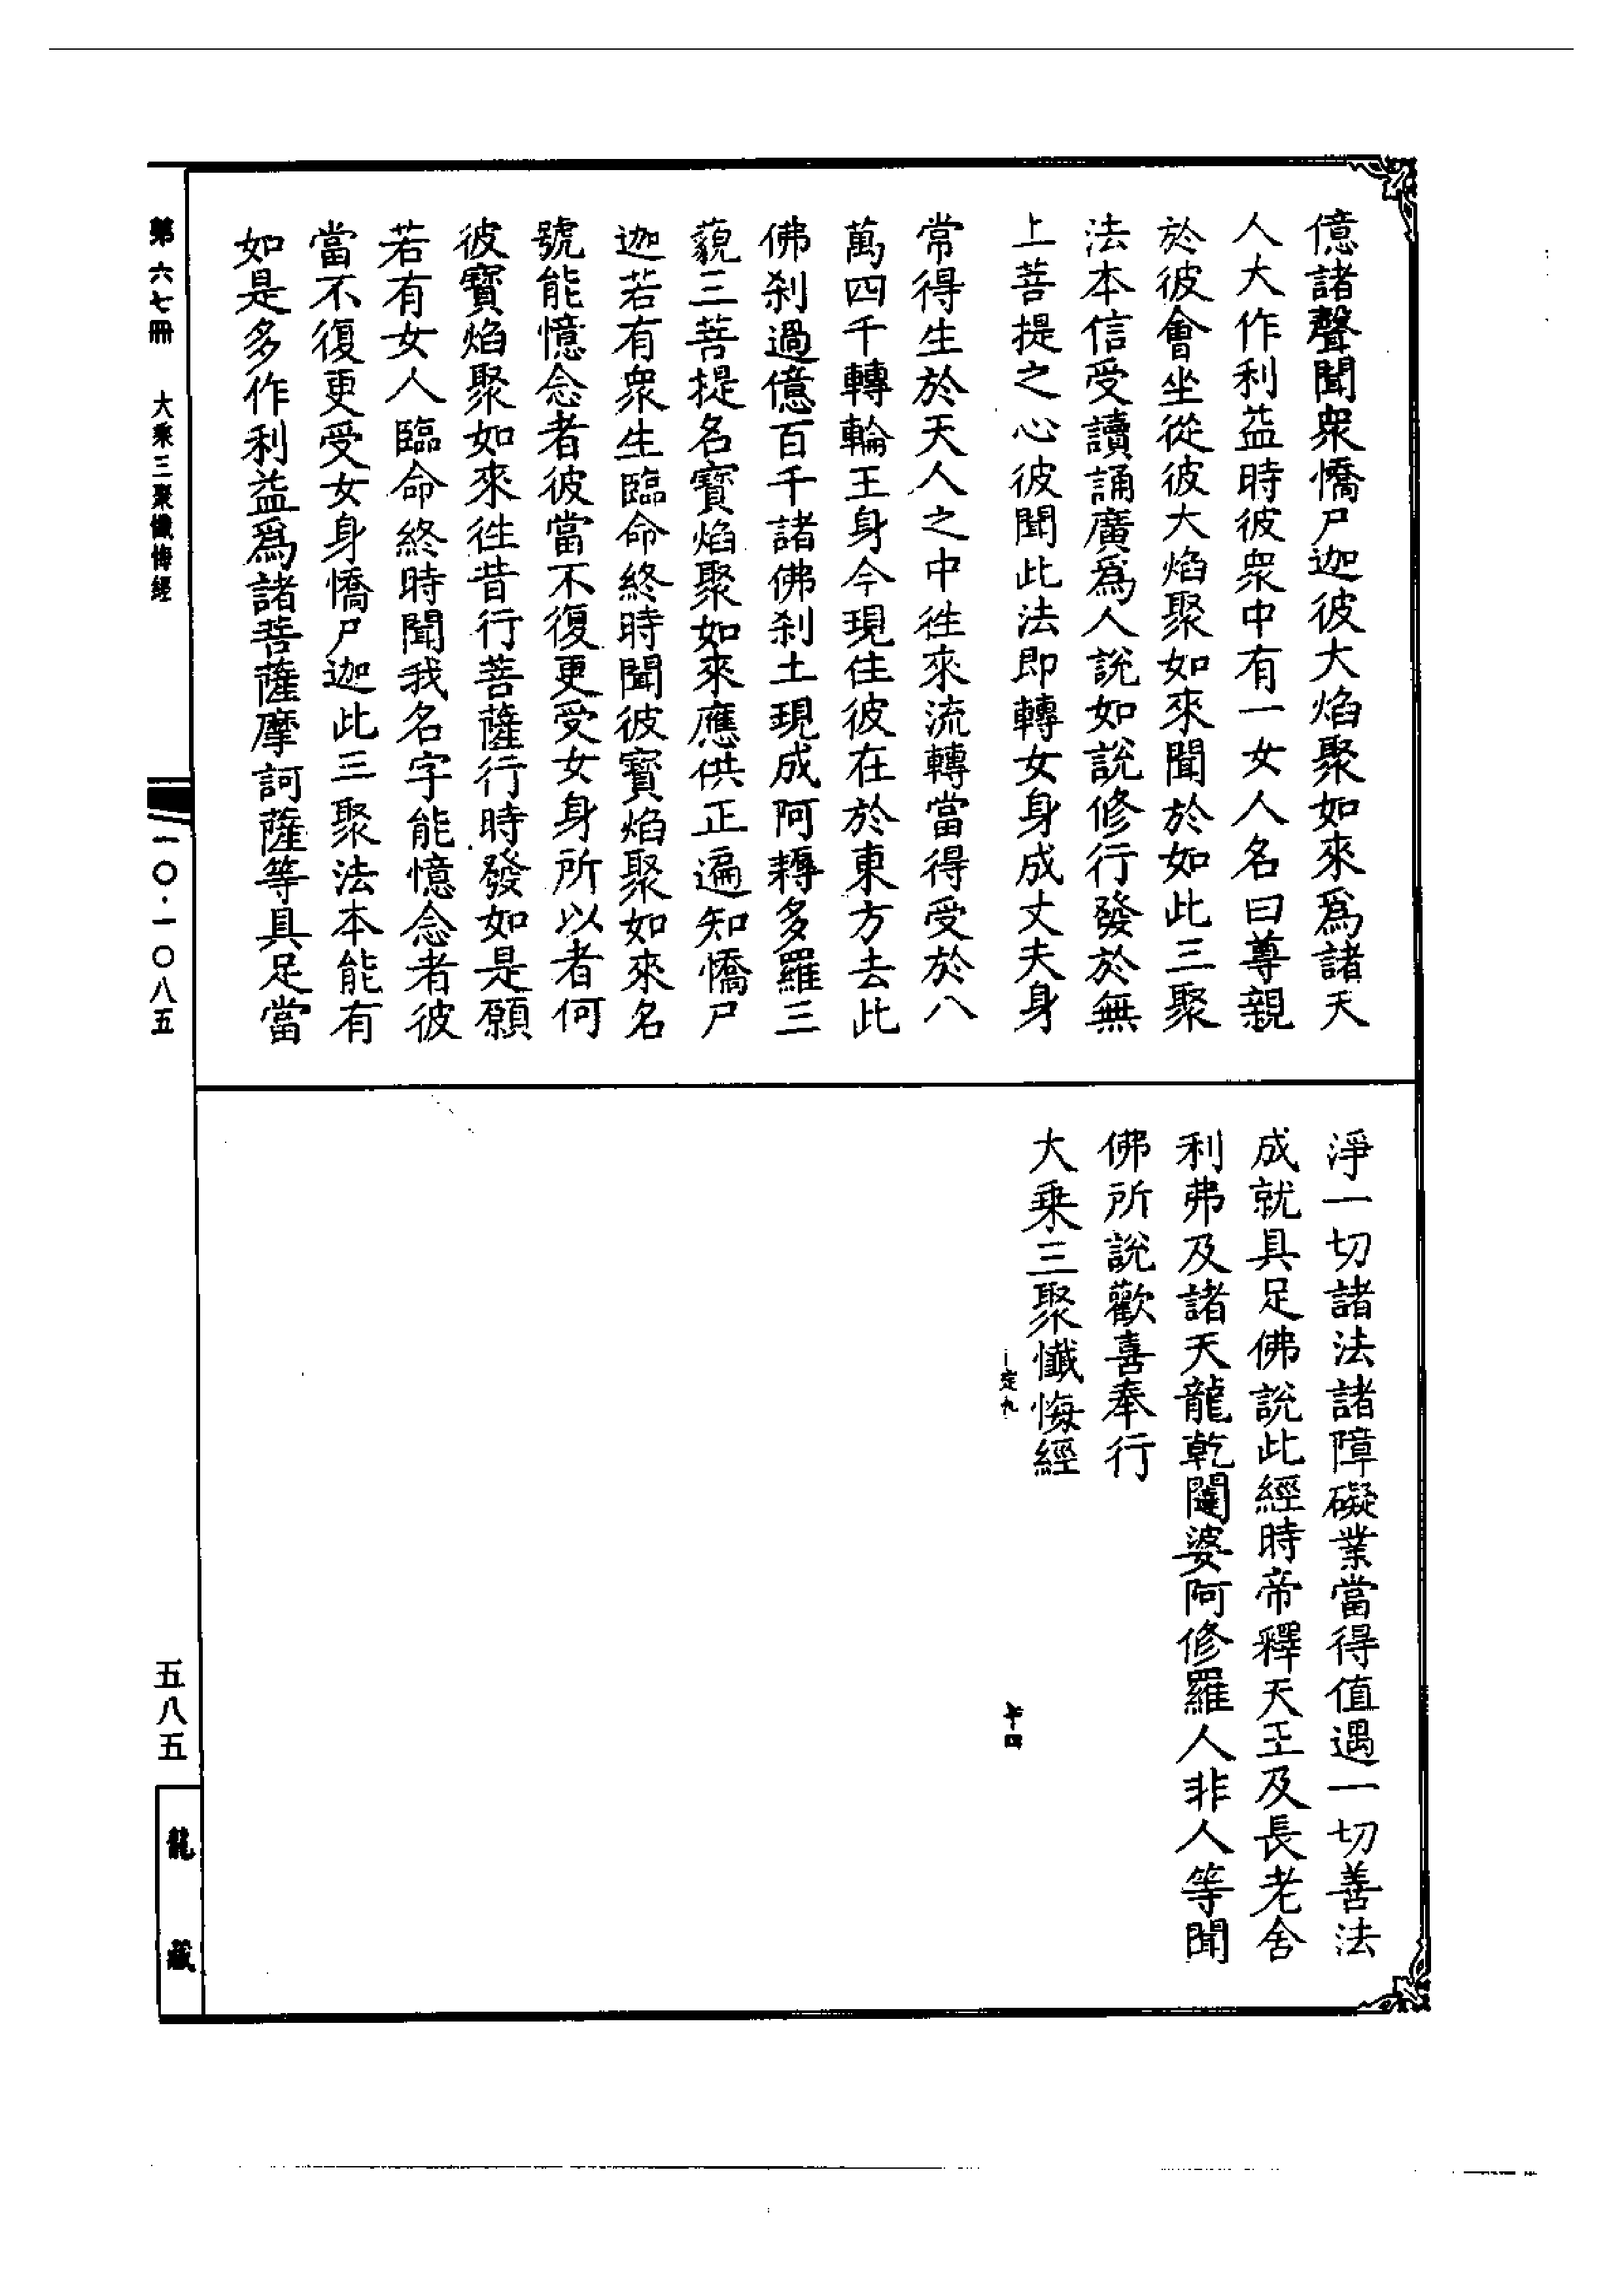 億諸聲聞衆憍尸迦彼大焰聚如來爲諸天
人大作利益時彼衆中有一女人名曰尊親
於彼會坐從彼大焰聚如來聞於如此三聚
法本信受讀誦廣爲人說如說修行發於無
上菩提之心彼聞此法即轉女身成丈夫身
常得生於天人之中徃來流轉當得受於八
萬四千轉輪王身今現住彼在於東方去此
佛刹過億百千諸佛刹土現成阿耨多羅三
藐三菩提名寶焰聚如來應供正遍知憍尸
迦若有衆生臨命終時聞彼寶焰聚如來名
號能憶念者彼當不復更受女身所以者何
彼寶焰聚如來徃昔行菩薩行時發如是願
若有女人臨命終時聞我名字能憶念者彼
當不復更受女身憍尸迦此三聚法本能有
如是多作利益爲諸菩薩摩訶薩等具足當
淨一切諸法諸障礙業當得值遇一切善法
成就具足佛說此經時帝釋天王及長老舍
利弗及諸天龍乾闥婆阿修羅人非人等聞
佛所說歡喜奉行
大乘三聚懺悔經
第六七冊 大乘三聚懺悔經 一〇·一〇八五 五八五
龍藏